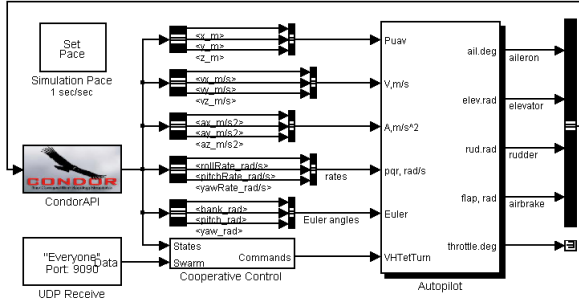 Set
Pace
Simulation Pace
1 sec/sec
CONDOR
CondorAPI
"Everyone"
Port: 9090
Data
UDP Receive
<x_m>
<y_m>
<z_m>
<vx_m/s>
<vy_m/s>
<vz_m/s>
<ax_m/s2>
<ay_m/s2>
<az_m/s2>
<rollRate_rad/s>
<pitchRate_rad/s>
<yawRate_rad/s>
rates
<bank_rad>
<pitch_rad>
<yaw_rad>
Euler angles
States
Swarm
Commands
Cooperative Control
Puav
V,m/s
A,m/s^2
pqr, rad/s
Euler
VHTetTurn
ail.deg
elev.rad
rud.rad
flap, rad
throttle.deg
Autopilot
aileron
elevator
rudder
airbrake